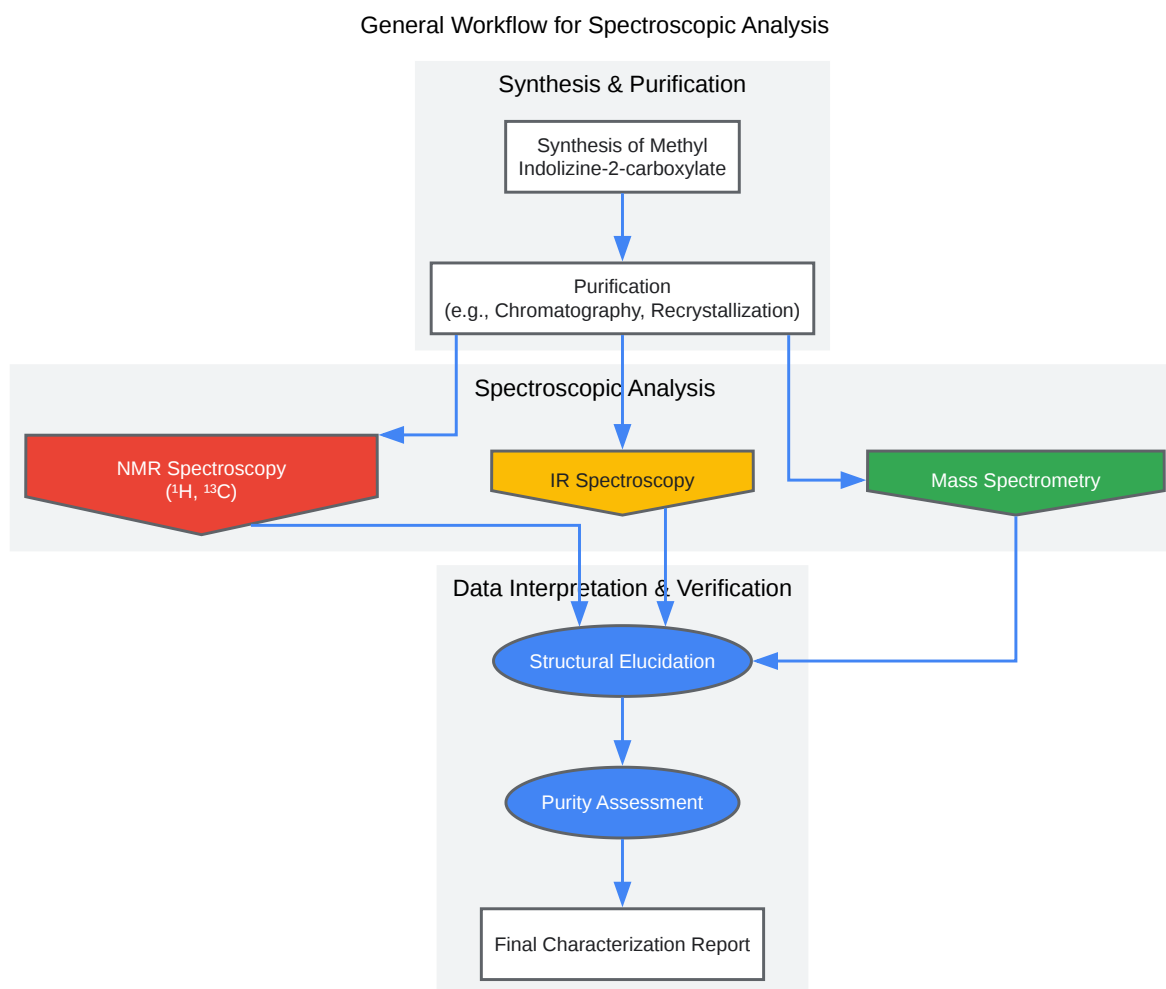 General Workflow for Spectroscopic Analysis
Synthesis & Purification
Synthesis of Methyl
Indolizine-2-carboxylate
Purification
(e.g., Chromatography, Recrystallization)
Spectroscopic Analysis
NMR Spectroscopy
(¹H, ¹³C)
IR Spectroscopy
Mass Spectrometry
Data Interpretation & Verification
Structural Elucidation
Purity Assessment
Final Characterization Report